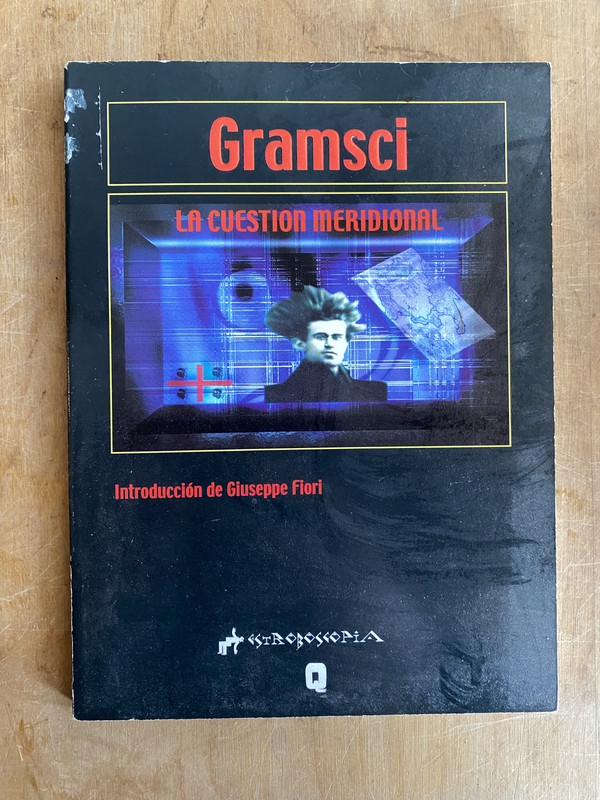 Gramsci
LA CUESTION MERIDIONAL
Introducción de Giuseppe Fiori
ESTROBOSCOPIA
Q